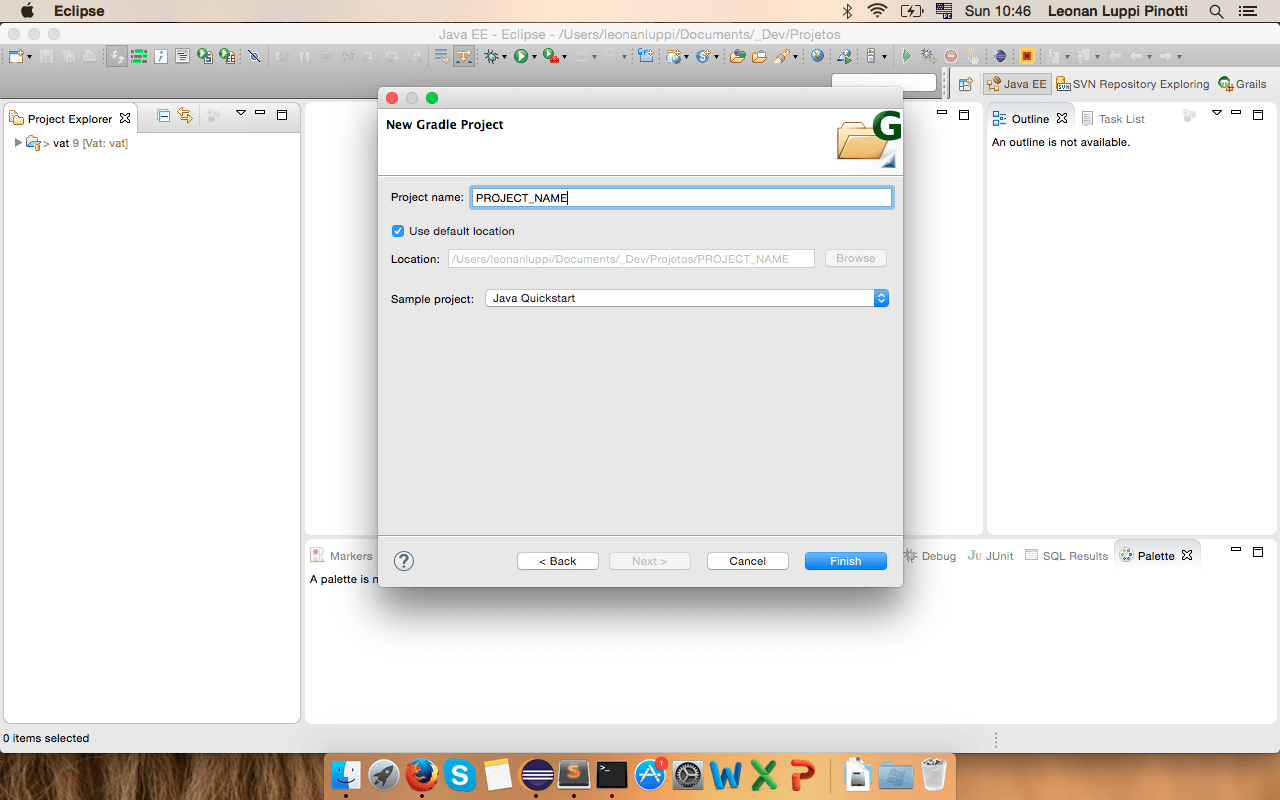 Eclipse Sun 10:46 Leonan Luppi Pinotti
Java EE - Eclipse - /Users/leonanluppi/Documents/_Dev/Projetos
Java EE SVN Repository Exploring Grails
Project Explorer
> vat 9 [Vat: vat]
New Gradle Project
G
Project name: PROJECT_NAME
Use default location
Location: /Users/leonanluppi/Documents/_Dev/Projetos/PROJECT_NAME Browse
Sample project: Java Quickstart
? < Back Next > Cancel Finish
Outline Task List
An outline is not available.
Markers Debug JUnit SQL Results Palette
A palette is n
0 items selected